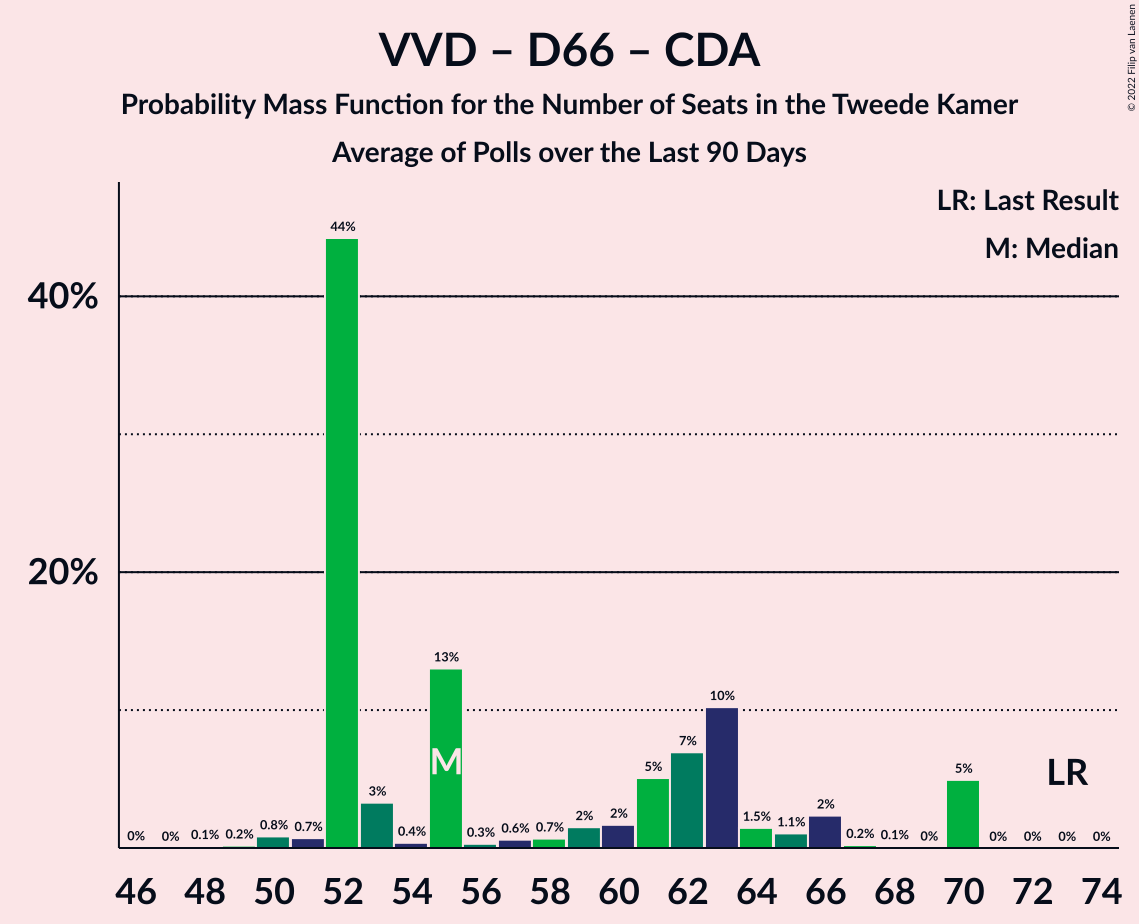 VVD – D66 – CDA
Probability Mass Function for the Number of Seats in the Tweede Kamer
Average of Polls over the Last 90 Days
© 2022 Filip van Laenen
LR: Last Result
M: Median
40%
20%
0% 0% 0.1% 0.2% 0.8% 0.7% 44% 3% 0.4% 13% 0.3% 0.6% 0.7% 2% 2% 5% 7% 10% 1.5% 1.1% 2% 0.2% 0.1% 0% 5% 0% 0% 0% 0%
M
LR
46 48 50 52 54 56 58 60 62 64 66 68 70 72 74